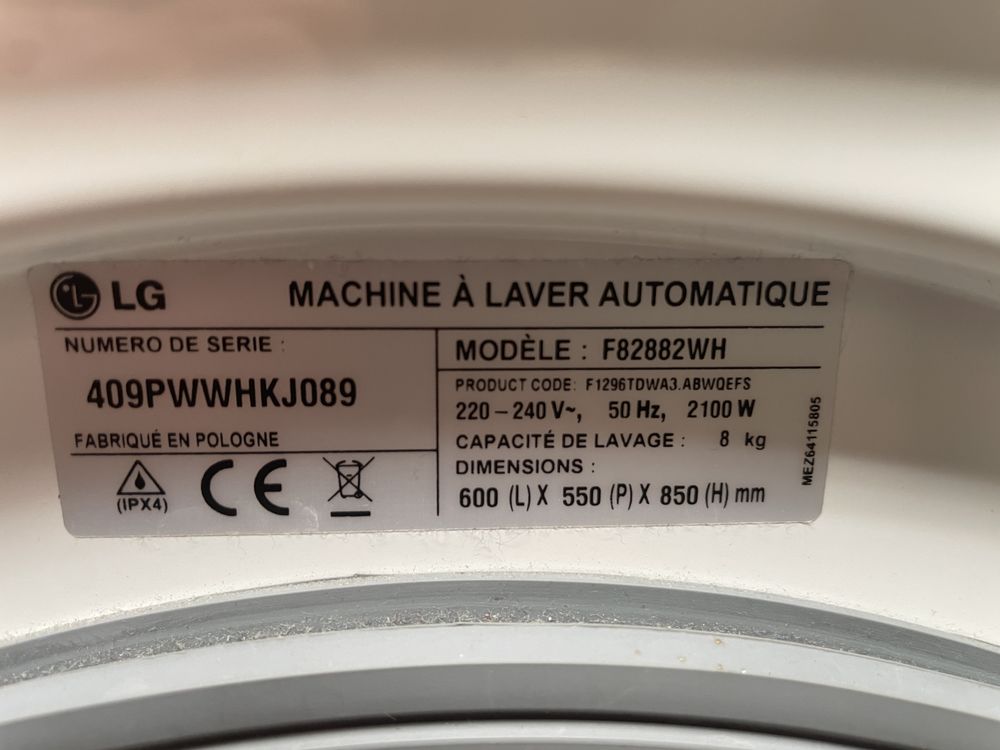 LG MACHINE À LAVER AUTOMATIQUE
NUMERO DE SERIE :
409PWWHKJ089
FABRIQUÉ EN POLOGNE
(IPX4)
CE
MODÈLE : F82882WH
PRODUCT CODE: F1296TDWA3.ABWQEFS
220-240 V~, 50 Hz, 2100 W
CAPACITÉ DE LAVAGE : 8 kg
DIMENSIONS :
600 (L) X 550 (P) X 850 (H) mm
MEZ64115805